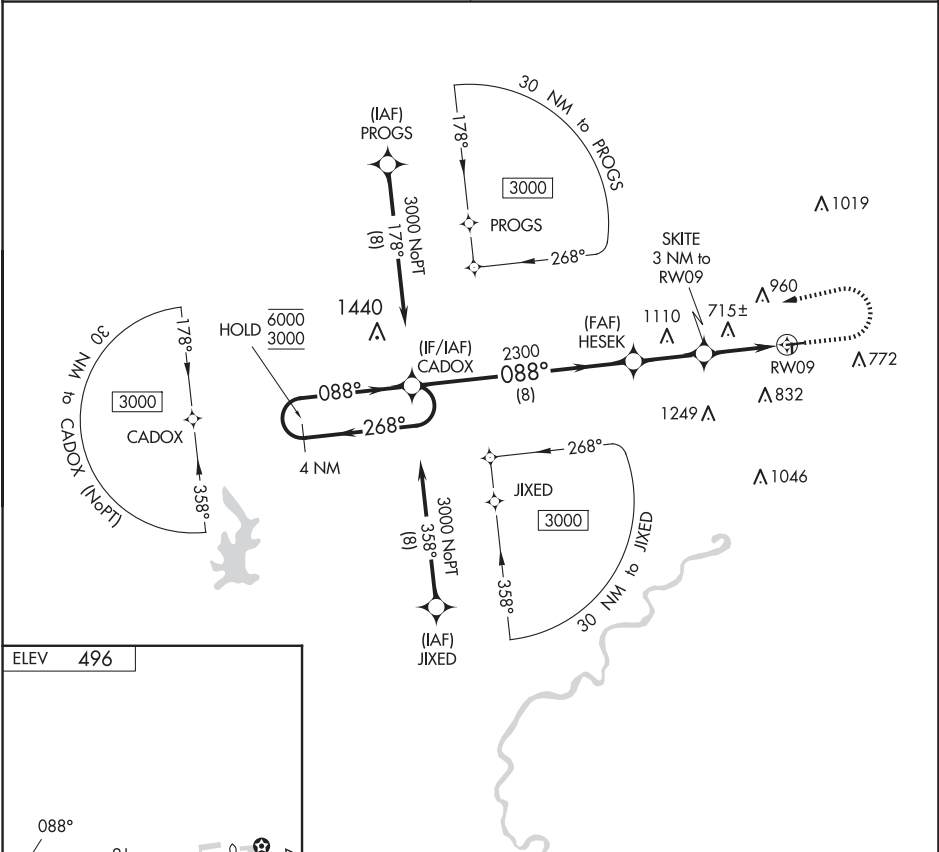 (IAF)
PROGS
3000 NoPT
178°
(8)
30 NM to PROGS
178°
3000
PROGS
268°
1019
SKITE
3 NM to
RW09
960
715±
1110
(FAF)
HESEK
RW09
772
832
1249
1046
HOLD
6000
3000
1440
(IF/IAF)
CADOX
2300
088°
(8)
088°
268°
4 NM
178°
30 NM to CADOX (NoPT)
3000
CADOX
358°
3000 NoPT
358°
(8)
(IAF)
JIXED
268°
JIXED
3000
358°
30 NM to JIXED
ELEV 496
088°